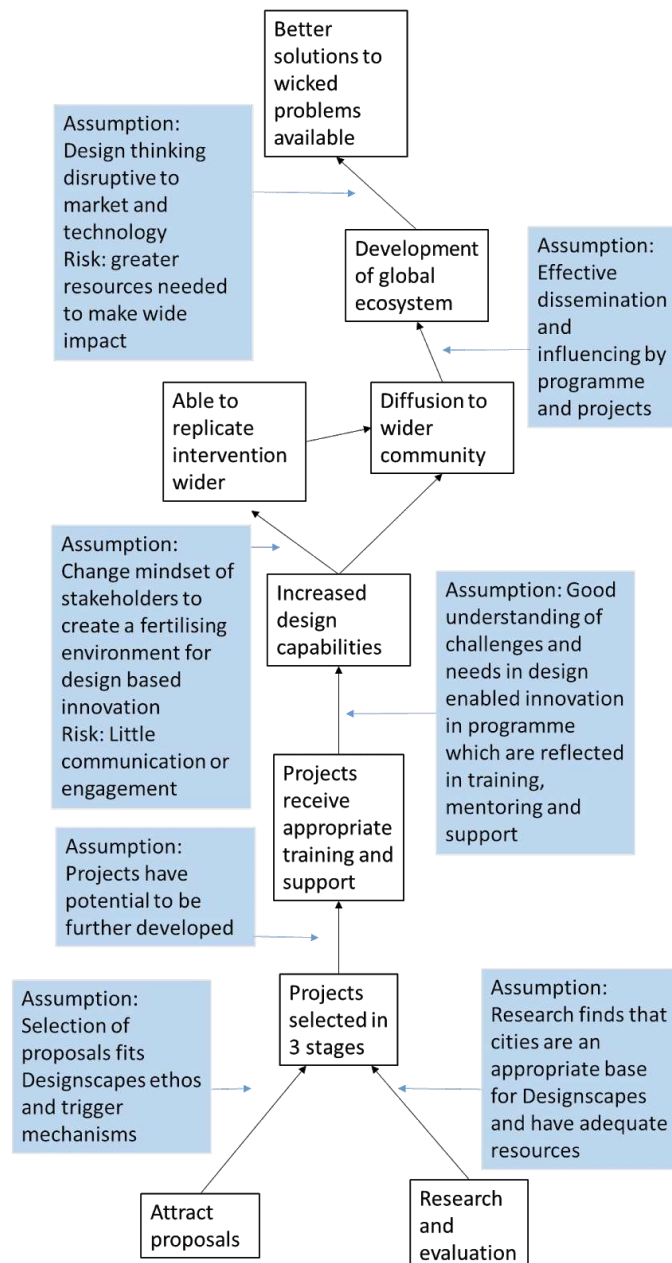 Better
solutions to
wicked
problems
available
Assumption:
Design thinking
disruptive to
market and
technology
Risk: greater
resources needed
to make wide
impact
Development
of global
ecosystem
Assumption:
Effective
dissemination
and
influencing by
programme
and projects
Able to
replicate
intervention
wider
Diffusion to
wider
community
Assumption:
Change mindset of
stakeholders to
create a fertilising
environment for
design based
innovation
Risk: Little
communication or
engagement
Increased
design
capabilities
Assumption: Good
understanding of
challenges and
needs in design
enabled innovation
in programme
which are reflected
in training,
mentoring and
support
Projects
receive
appropriate
training and
support
Assumption:
Projects have
potential to be
further developed
Assumption:
Selection of
proposals fits
Designscapes ethos
and trigger
mechanisms
Projects
selected in
3 stages
Assumption:
Research finds that
cities are an
appropriate base
for Designscapes
and have adequate
resources
Attract
proposals
Research
and
evaluation